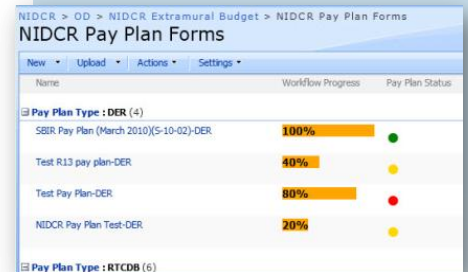 NIDCR > OD > NIDCR Extramural Budget > NIDCR Pay Plan Forms
NIDCR Pay Plan Forms
New Upload Actions Settings
Name Workflow Progress Pay Plan Status
Pay Plan Type : DER (4)
SBIR Pay Plan (March 2010)(5-10-02)-DER 100%
Test R13 pay plan-DER 40%
Test Pay Plan-DER 80%
NIDCR Pay Plan Test-DER 20%
Pay Plan Type : RTCDB (6)